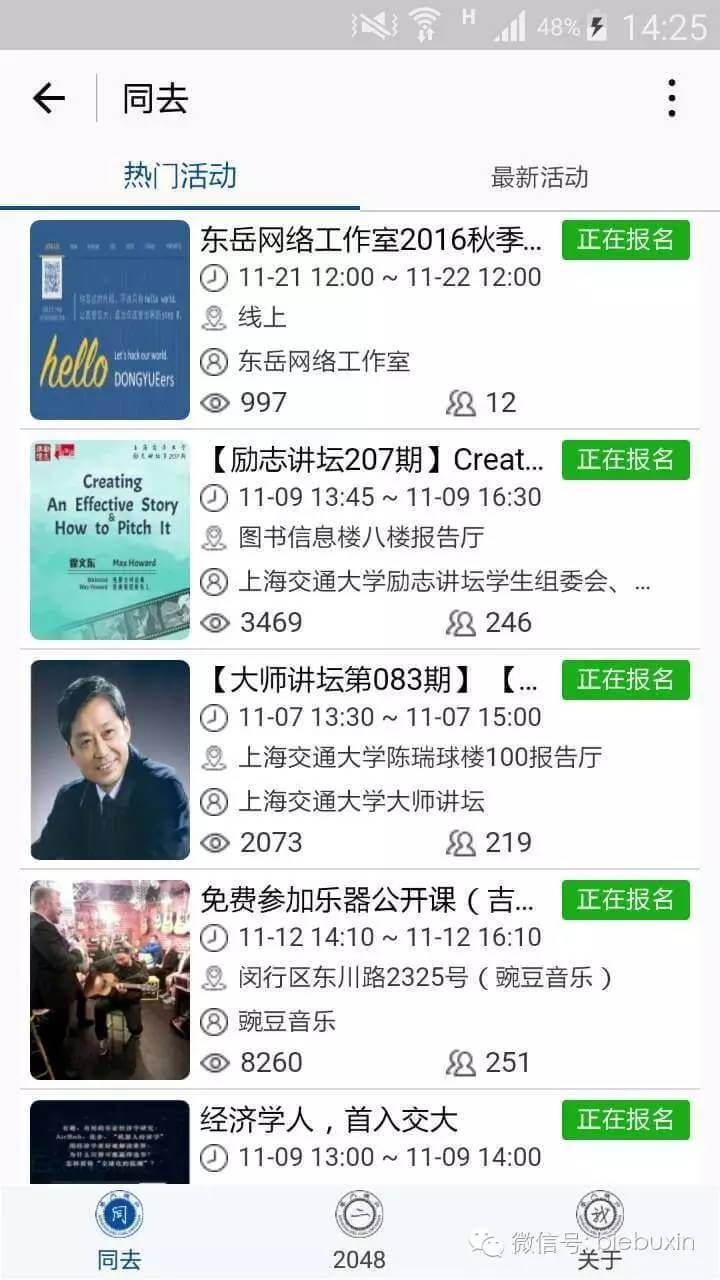 H 48% 14:25
同去
热门活动 最新活动
东岳网络工作室2016秋季... 正在报名
11-21 12:00 ~ 11-22 12:00
线上
东岳网络工作室
997 12
hello
Let's hack our world.
DONGYUEers
【励志讲坛207期】Creat... 正在报名
11-09 13:45 ~ 11-09 16:30
图书信息楼八楼报告厅
上海交通大学励志讲坛学生组委会、...
3469 246
Creating
An Effective Story
&
How to Pitch It
Max Howard
【大师讲坛第083期】【... 正在报名
11-07 13:30 ~ 11-07 15:00
上海交通大学陈瑞球楼100报告厅
上海交通大学大师讲坛
2073 219
免费参加乐器公开课（吉... 正在报名
11-12 14:10 ~ 11-12 16:10
闵行区东川路2325号（豌豆音乐）
豌豆音乐
8260 251
经济学人，首入交大 正在报名
11-09 13:00 ~ 11-09 14:00
同去 2048 关于
微信号: biebuxin